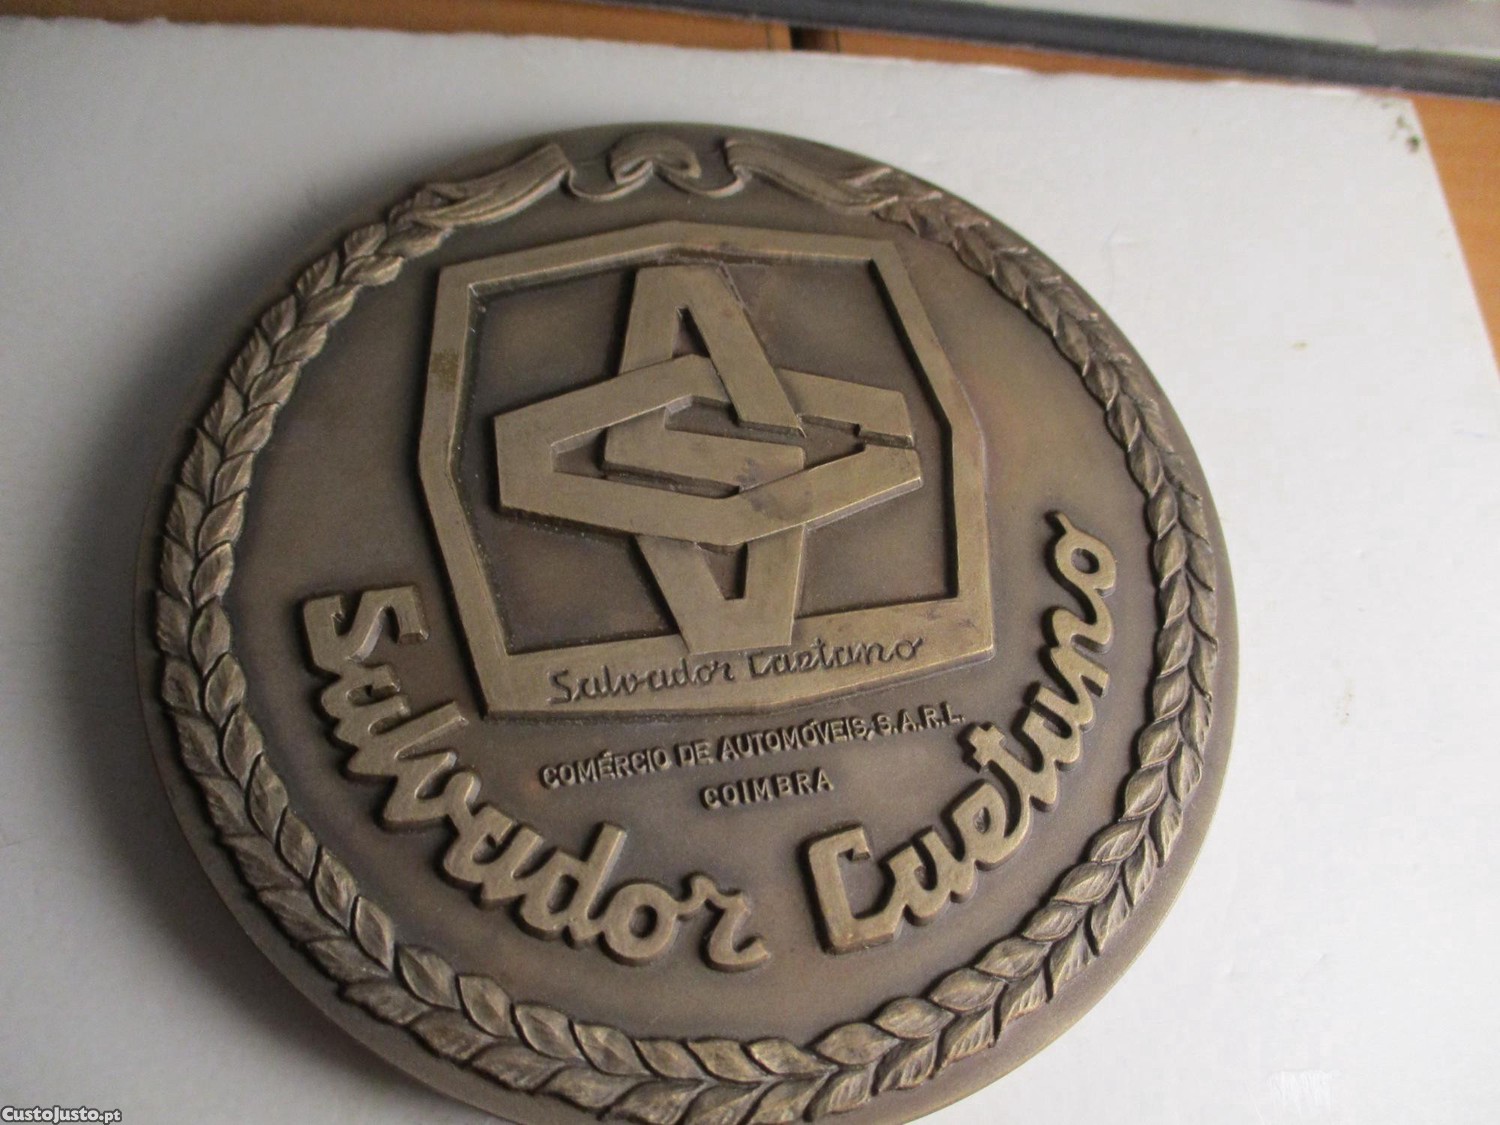 Salvador Caetano
COMÉRCIO DE AUTOMÓVEIS, S.A.R.L.
COIMBRA
Salvador Caetano
CustoJusto.pt